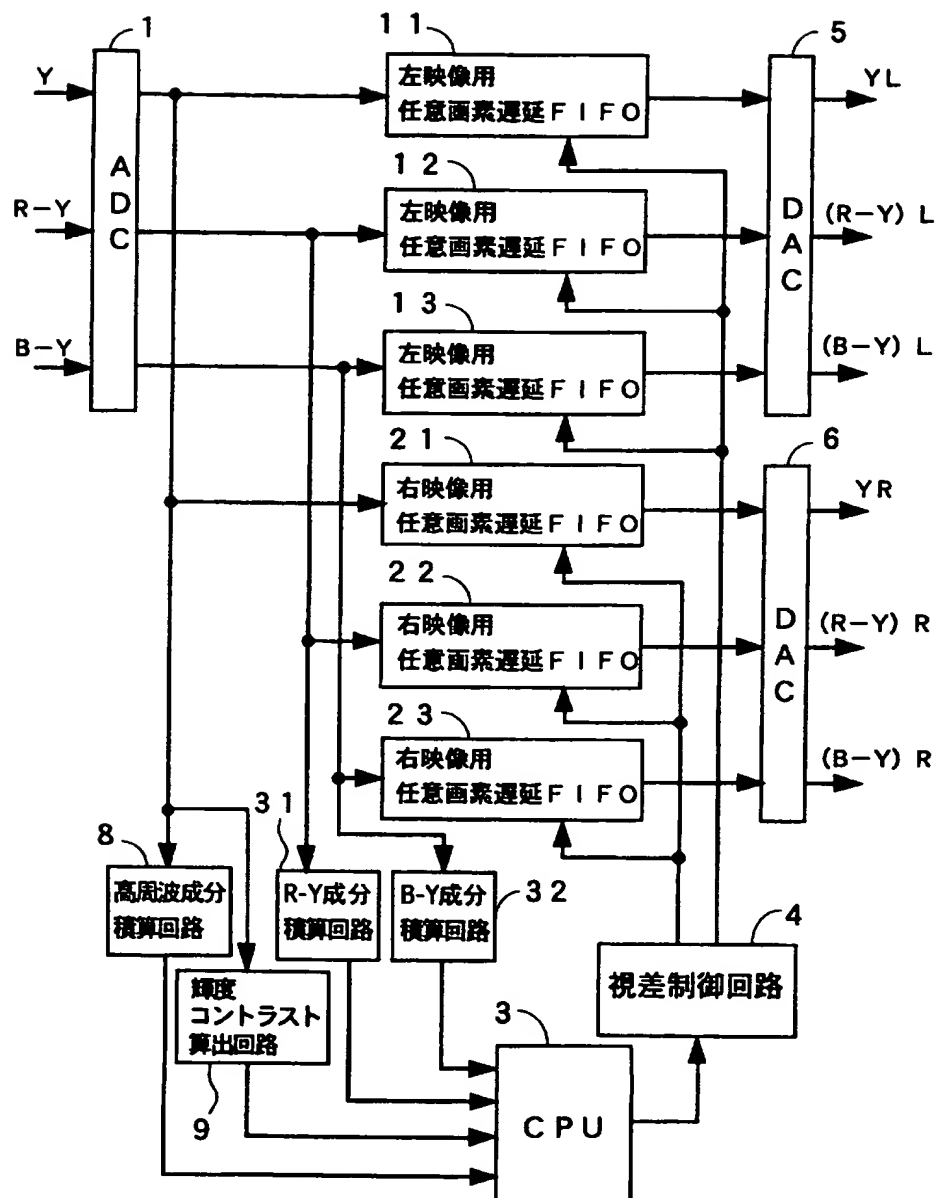 1
Y
R-Y
B-Y
ADC
11
左映像用
任意画素遅延FIFO
12
左映像用
任意画素遅延FIFO
13
左映像用
任意画素遅延FIFO
21
右映像用
任意画素遅延FIFO
22
右映像用
任意画素遅延FIFO
23
右映像用
任意画素遅延FIFO
5
DAC
YL
(R-Y) L
(B-Y) L
6
DAC
YR
(R-Y) R
(B-Y) R
8
高周波成分
積算回路
31
R-Y成分
積算回路
B-Y成分
積算回路
32
輝度
コントラスト
算出回路
9
3
CPU
4
視差制御回路